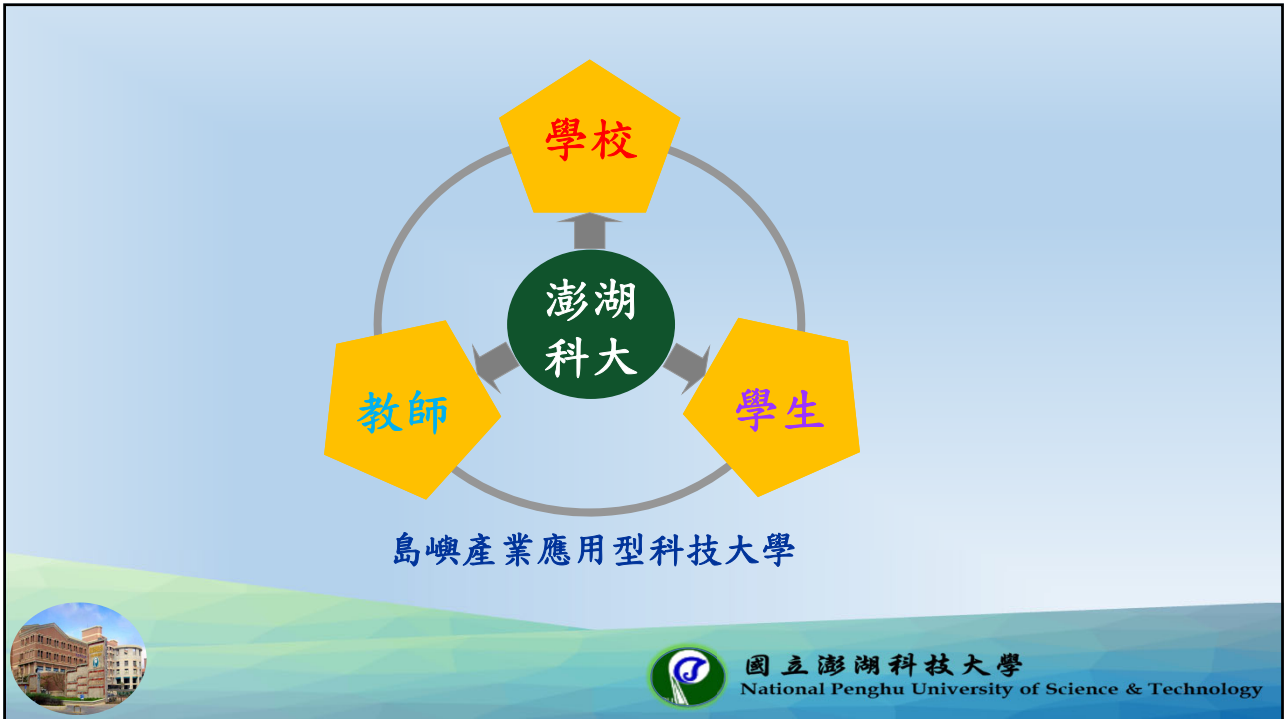 學校
澎湖
科大
教師
學生
島嶼產業應用型科技大學
國立澎湖科技大學
National Penghu University of Science & Technology